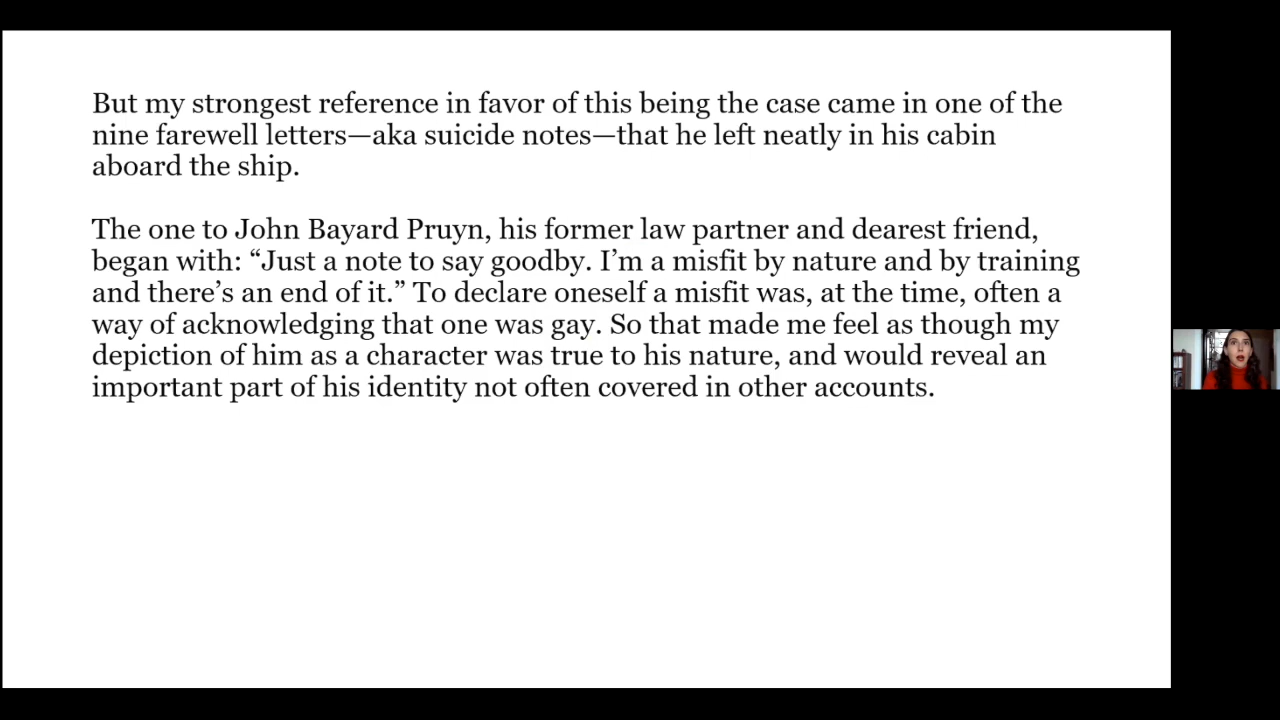 But my strongest reference in favor of this being the case came in one of the
nine farewell letters—aka suicide notes—that he left neatly in his cabin
aboard the ship.
The one to John Bayard Pruyn, his former law partner and dearest friend,
began with: “Just a note to say goodby. I’m a misfit by nature and by training
and there’s an end of it.” To declare oneself a misfit was, at the time, often a
way of acknowledging that one was gay. So that made me feel as though my
depiction of him as a character was true to his nature, and would reveal an
important part of his identity not often covered in other accounts.